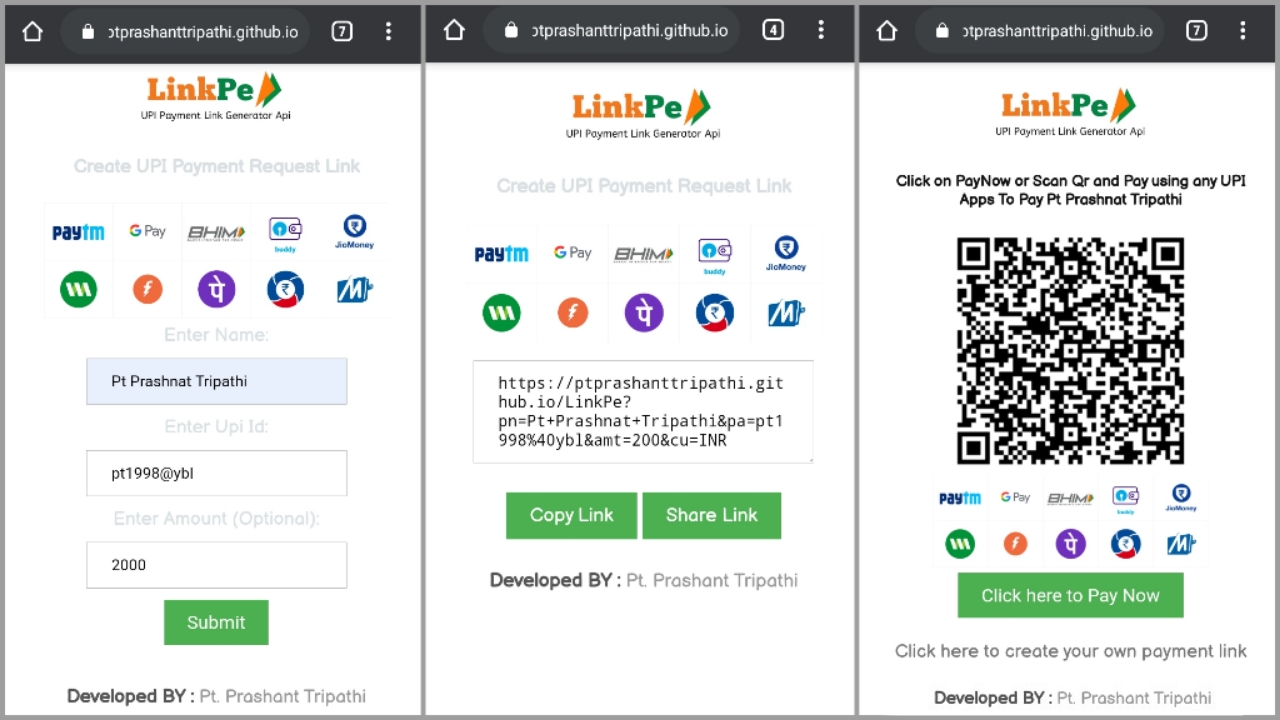 ptprashanttripathi.github.io
7
LinkPe
UPI Payment Link Generator Api
Create UPI Payment Request Link
paytm
G Pay
BHIM
buddy
JioMoney
पे
₹
M
Enter Name:
Pt Prashnat Tripathi
Enter Upi Id:
pt1998@ybl
Enter Amount (Optional):
2000
Submit
Developed BY : Pt. Prashant Tripathi
ptprashanttripathi.github.io
4
LinkPe
UPI Payment Link Generator Api
Create UPI Payment Request Link
paytm
G Pay
BHIM
buddy
JioMoney
पे
₹
M
https://ptprashanttripathi.git
hub.io/LinkPe?
pn=Pt+Prashnat+Tripathi&pa=pt1
998%40ybl&amt=200&cu=INR
Copy Link
Share Link
Developed BY : Pt. Prashant Tripathi
ptprashanttripathi.github.io
7
LinkPe
UPI Payment Link Generator Api
Click on PayNow or Scan Qr and Pay using any UPI
Apps To Pay Pt Prashnat Tripathi
paytm
G Pay
BHIM
buddy
JioMoney
पे
₹
M
Click here to Pay Now
Click here to create your own payment link
Developed BY : Pt. Prashant Tripathi